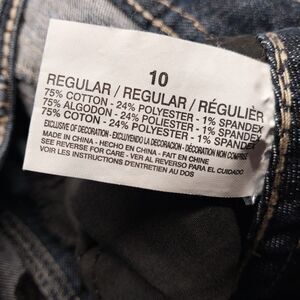 10
REGULAR / REGULAR / RÉGULIER
75% COTTON - 24% POLYESTER - 1% SPANDEX
75% ALGODON - 24% POLYESTER - 1% SPANDEX
75% COTON - 24% POLYESTER - 1% SPANDEX
EXCLUSIVE OF DECORATION - EXCLUYENDO LA DECORACION - DÉCORATION NON COMPRISE
MADE IN CHINA - HECHO EN CHINA - FAIT EN CHINE
SEE REVERSE FOR CARE - VER AL REVERSO PARA EL CUIDADO
VOIR LES INSTRUCTIONS D'ENTRETIEN AU DOS